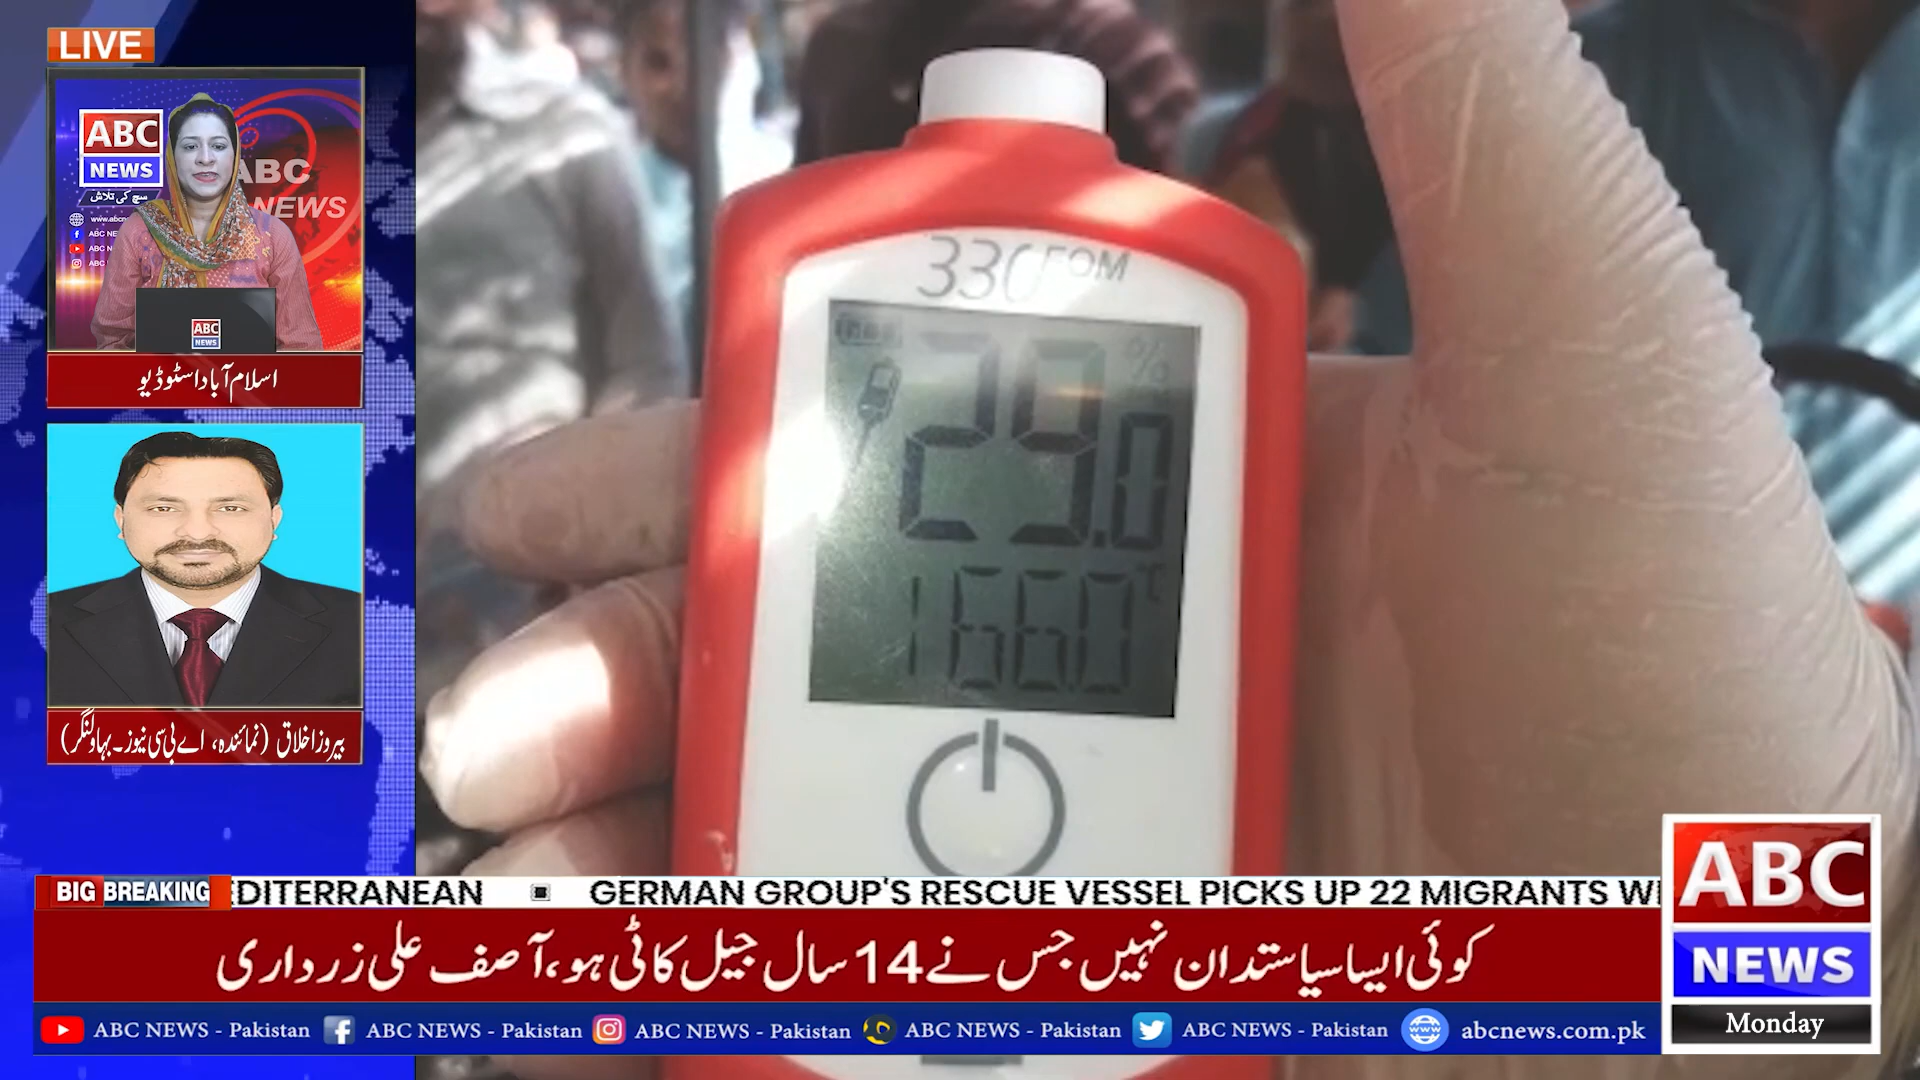 LIVE
ABC
NEWS
سچ کی تلاش
ABC
NEWS
ABC
NEWS
اسلام آباد اسٹوڈیو
بیروز اخلاق (نمائندہ، اے بی سی نیوز۔ بہاولنگر)
330 FOM
%
29.0
°C
166.0
BIG BREAKING
EDITERRANEAN GERMAN GROUP'S RESCUE VESSEL PICKS UP 22 MIGRANTS WI
کوئی ایسا سیاستدان نہیں جس نے 14 سال جیل کاٹی ہو، آصف علی زرداری
ABC NEWS - Pakistan ABC NEWS - Pakistan ABC NEWS - Pakistan ABC NEWS - Pakistan ABC NEWS - Pakistan abcnews.com.pk
ABC
NEWS
Monday